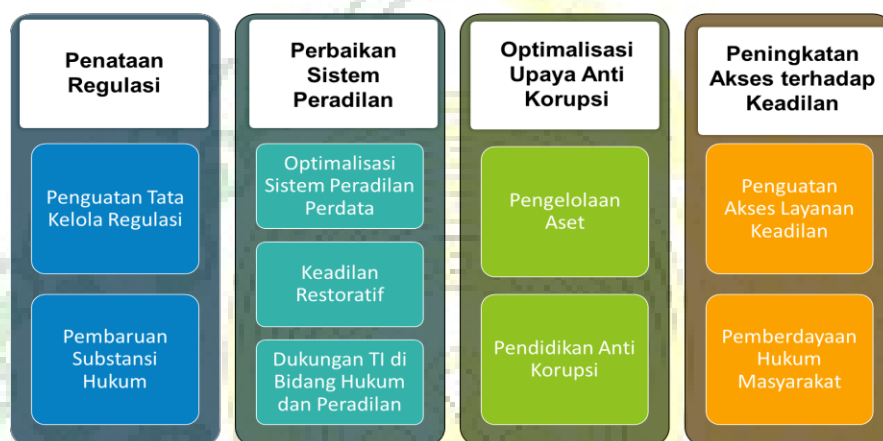 Penataan
Regulasi
Penguatan Tata
Kelola Regulasi
Pembaruan
Substansi
Hukum
Perbaikan
Sistem
Peradilan
Optimalisasi
Sistem Peradilan
Perdata
Keadilan
Restoratif
Dukungan TI di
Bidang Hukum
dan Peradilan
Optimalisasi
Upaya Anti
Korupsi
Pengelolaan
Aset
Pendidikan Anti
Korupsi
Peningkatan
Akses terhadap
Keadilan
Penguatan
Akses Layanan
Keadilan
Pemberdayaan
Hukum
Masyarakat